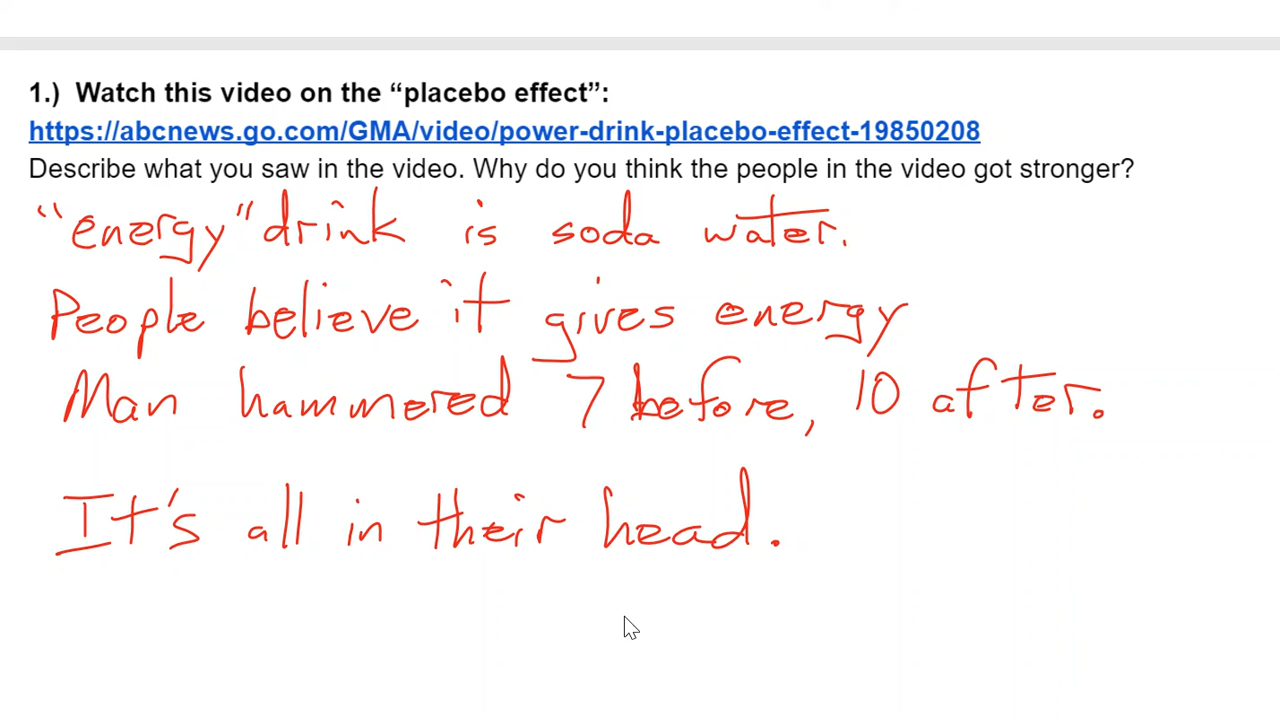 1.) Watch this video on the “placebo effect”:
https://abcnews.go.com/GMA/video/power-drink-placebo-effect-19850208
Describe what you saw in the video. Why do you think the people in the video got stronger?
“energy” drink is soda water.
People believe it gives energy
Man hammered 7 before, 10 after.
It's all in their head.